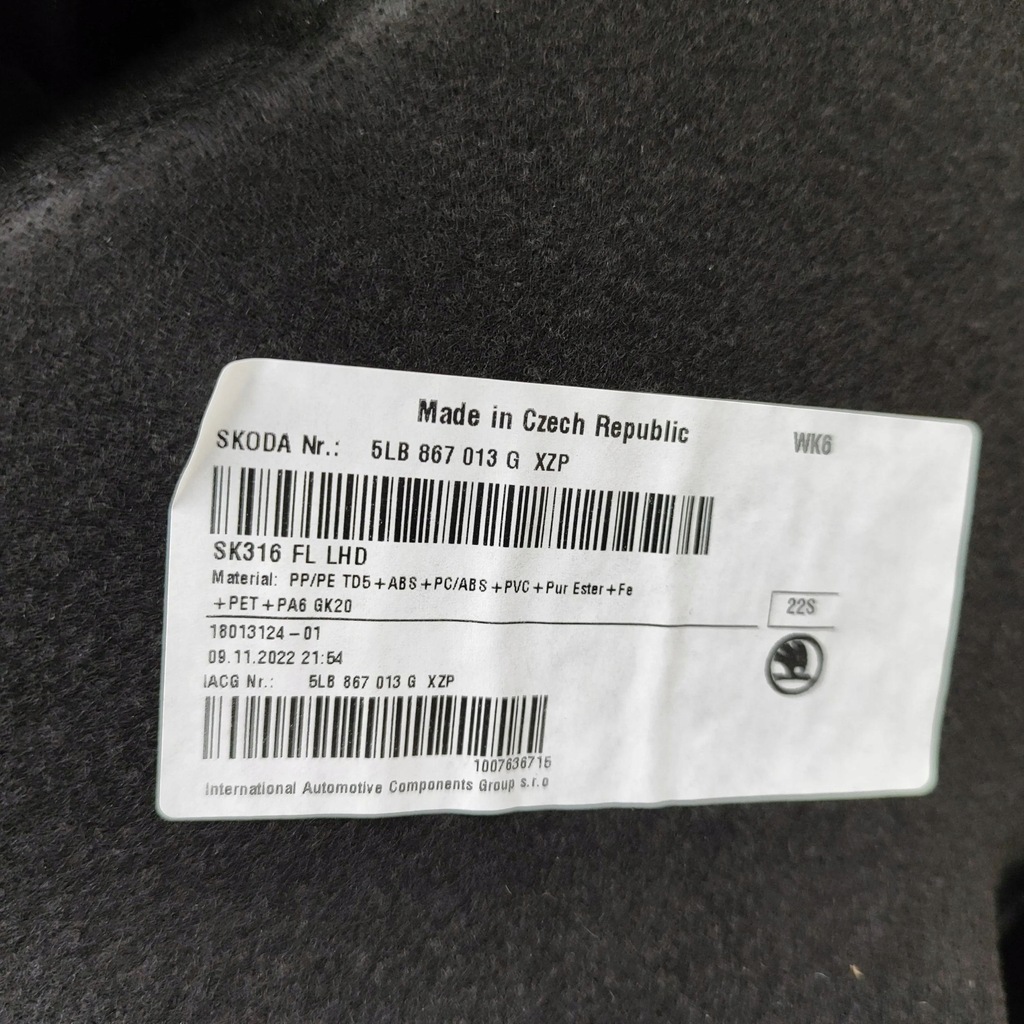 Made in Czech Republic
WK6
SKODA Nr.: 5LB 867 013 G XZP
SK316 FL LHD
Material: PP/PE TD5+ABS+PC/ABS+PVC+Pur Ester+Fe
+PET+PA6 GK20
22S
18013124-01
09.11.2022 21:54
IACG Nr.: 5LB 867 013 G XZP
1007636715
International Automotive Components Group s.r.o